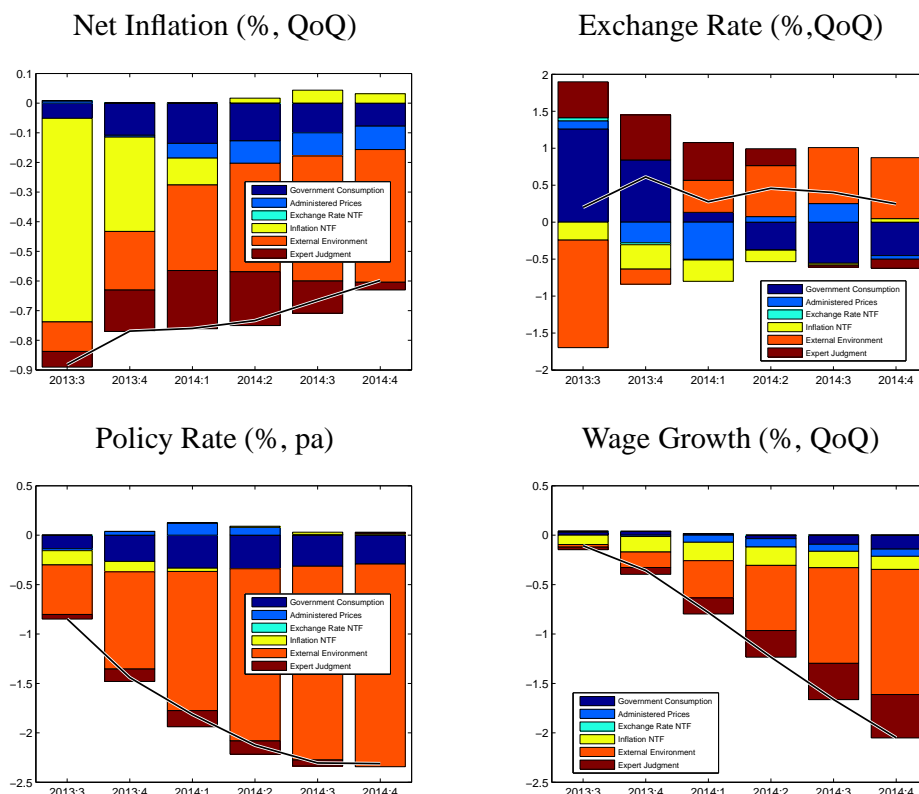 Net Inflation (%, QoQ)
0.1
0
−0.1
−0.2
−0.3
−0.4
−0.5
−0.6
−0.7
−0.8
−0.9
2013:3 2013:4 2014:1 2014:2 2014:3 2014:4
Government Consumption
Administered Prices
Exchange Rate NTF
Inflation NTF
External Environment
Expert Judgment
Exchange Rate (%,QoQ)
2
1.5
1
0.5
0
−0.5
−1
−1.5
−2
2013:3 2013:4 2014:1 2014:2 2014:3 2014:4
Government Consumption
Administered Prices
Exchange Rate NTF
Inflation NTF
External Environment
Expert Judgment
Policy Rate (%, pa)
0.5
0
−0.5
−1
−1.5
−2
−2.5
2013:3 2013:4 2014:1 2014:2 2014:3 2014:4
Government Consumption
Administered Prices
Exchange Rate NTF
Inflation NTF
External Environment
Expert Judgment
Wage Growth (%, QoQ)
0.5
0
−0.5
−1
−1.5
−2
−2.5
2013:3 2013:4 2014:1 2014:2 2014:3 2014:4
Government Consumption
Administered Prices
Exchange Rate NTF
Inflation NTF
External Environment
Expert Judgment